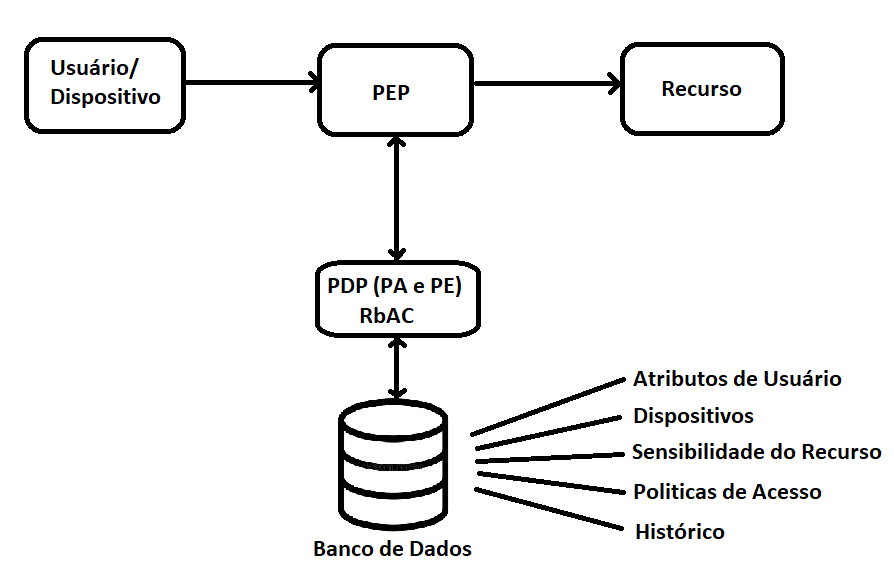 Usuário/
Dispositivo
PEP
Recurso
PDP (PA e PE)
RbAC
Atributos de Usuário
Dispositivos
Sensibilidade do Recurso
Politicas de Acesso
Histórico
Banco de Dados